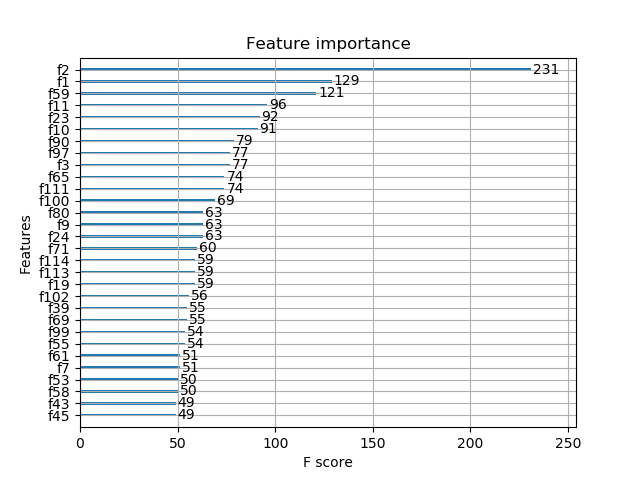 Feature importance
Features
f2 231
f1 129
f59 121
f11 96
f23 92
f10 91
f90 79
f97 77
f3 77
f65 74
f111 74
f100 69
f80 63
f9 63
f24 63
f71 60
f114 59
f113 59
f19 59
f102 56
f39 55
f69 55
f99 54
f55 54
f61 51
f7 51
f53 50
f58 50
f43 49
f45 49
0 50 100 150 200 250
F score